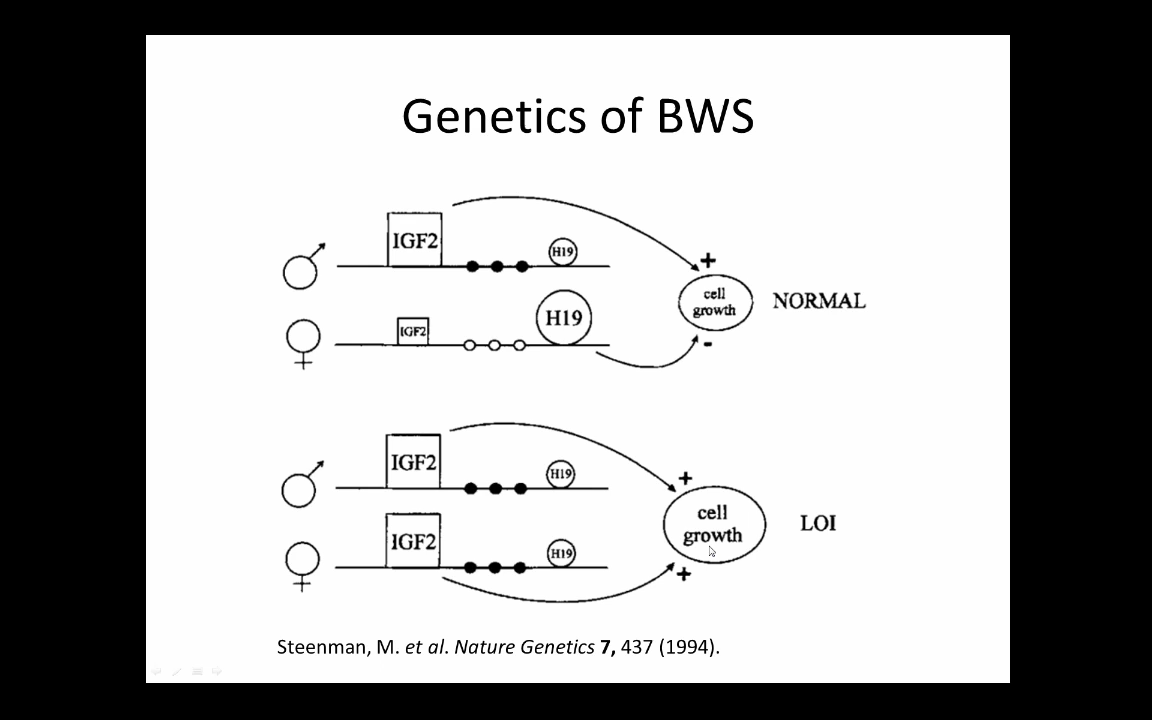 Genetics of BWS
IGF2
H19
+
cell
growth
NORMAL
IGF2
H19
-
IGF2
H19
+
cell
growth
LOI
IGF2
H19
+
Steenman, M. et al. Nature Genetics 7, 437 (1994).